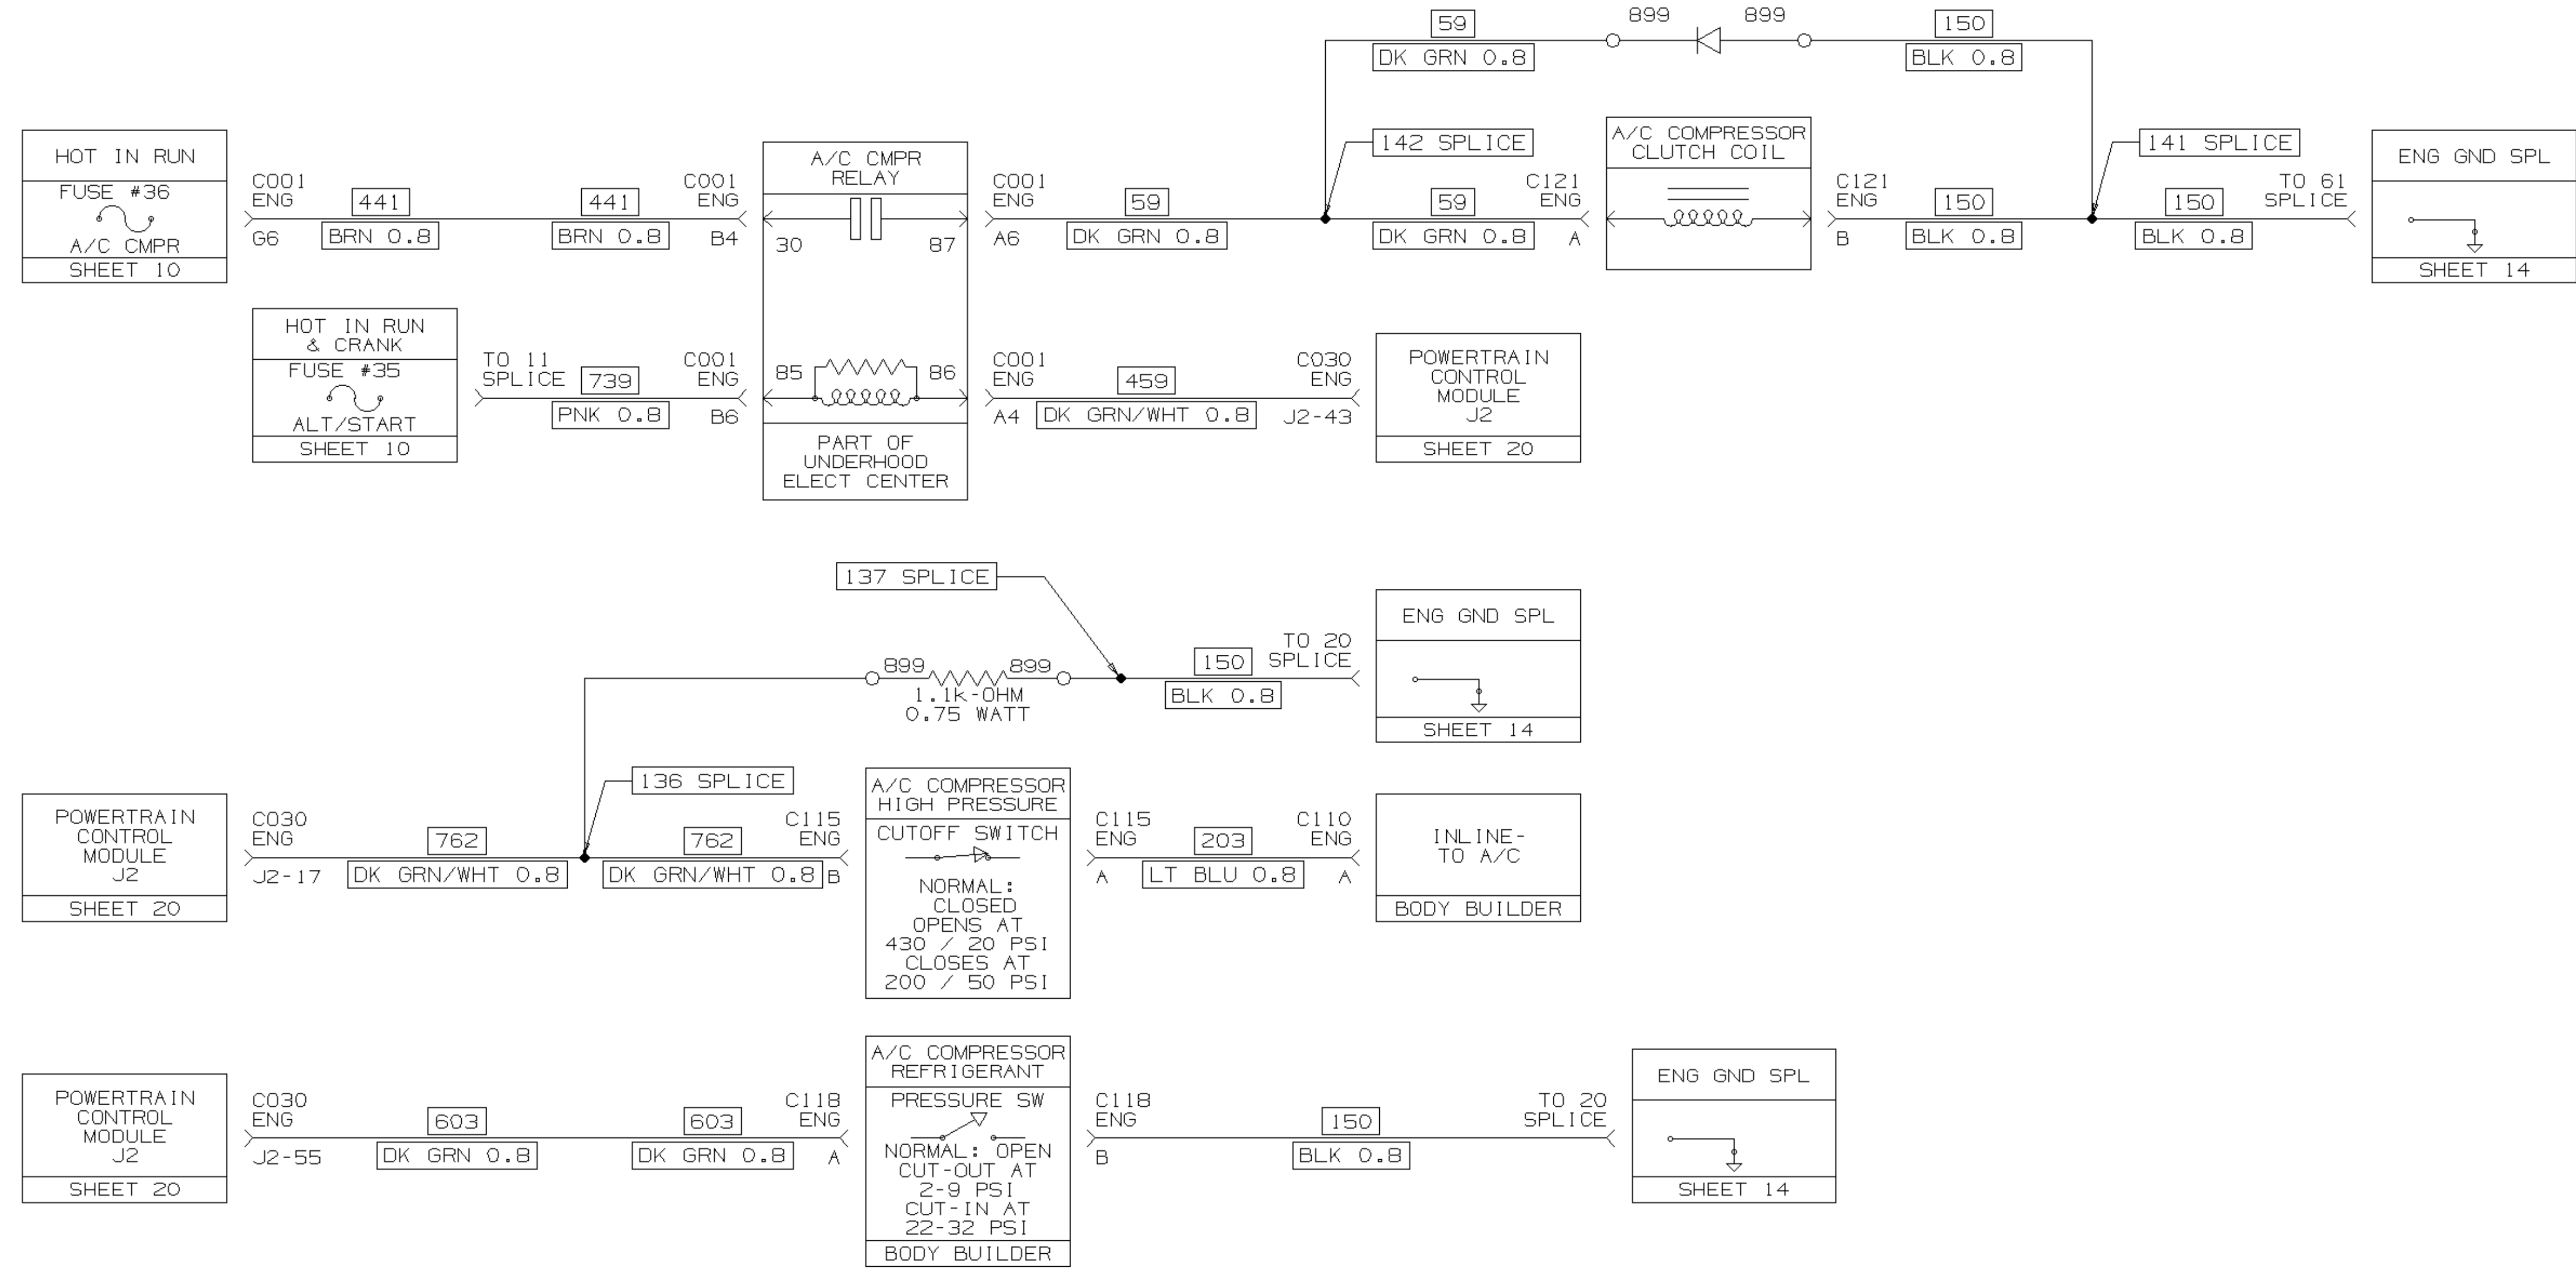 59
899
899
150
DK GRN 0.8
BLK 0.8
HOT IN RUN
FUSE #36
A/C CMPR
SHEET 10
C001
ENG
G6
441
BRN 0.8
441
BRN 0.8
C001
ENG
B4
A/C CMPR
RELAY
30
87
85
86
PART OF
UNDERHOOD
ELECT CENTER
C001
ENG
A6
59
DK GRN 0.8
142 SPLICE
59
DK GRN 0.8
C121
ENG
A
A/C COMPRESSOR
CLUTCH COIL
C121
ENG
B
150
BLK 0.8
141 SPLICE
150
BLK 0.8
TO 61
SPLICE
ENG GND SPL
SHEET 14
HOT IN RUN
& CRANK
FUSE #35
ALT/START
SHEET 10
TO 11
SPLICE
739
PNK 0.8
C001
ENG
B6
C001
ENG
A4
459
DK GRN/WHT 0.8
C030
ENG
J2-43
POWERTRAIN
CONTROL
MODULE
J2
SHEET 20
137 SPLICE
899
899
1.1K-OHM
0.75 WATT
150
BLK 0.8
TO 20
SPLICE
ENG GND SPL
SHEET 14
POWERTRAIN
CONTROL
MODULE
J2
SHEET 20
C030
ENG
J2-17
762
DK GRN/WHT 0.8
136 SPLICE
762
DK GRN/WHT 0.8
C115
ENG
B
A/C COMPRESSOR
HIGH PRESSURE
CUTOFF SWITCH
NORMAL:
CLOSED
OPENS AT
430 / 20 PSI
CLOSES AT
200 / 50 PSI
C115
ENG
A
203
LT BLU 0.8
C110
ENG
A
INLINE-
TO A/C
BODY BUILDER
POWERTRAIN
CONTROL
MODULE
J2
SHEET 20
C030
ENG
J2-55
603
DK GRN 0.8
603
DK GRN 0.8
C118
ENG
A
A/C COMPRESSOR
REFRIGERANT
PRESSURE SW
NORMAL: OPEN
CUT-OUT AT
2-9 PSI
CUT-IN AT
22-32 PSI
BODY BUILDER
C118
ENG
B
150
BLK 0.8
TO 20
SPLICE
ENG GND SPL
SHEET 14